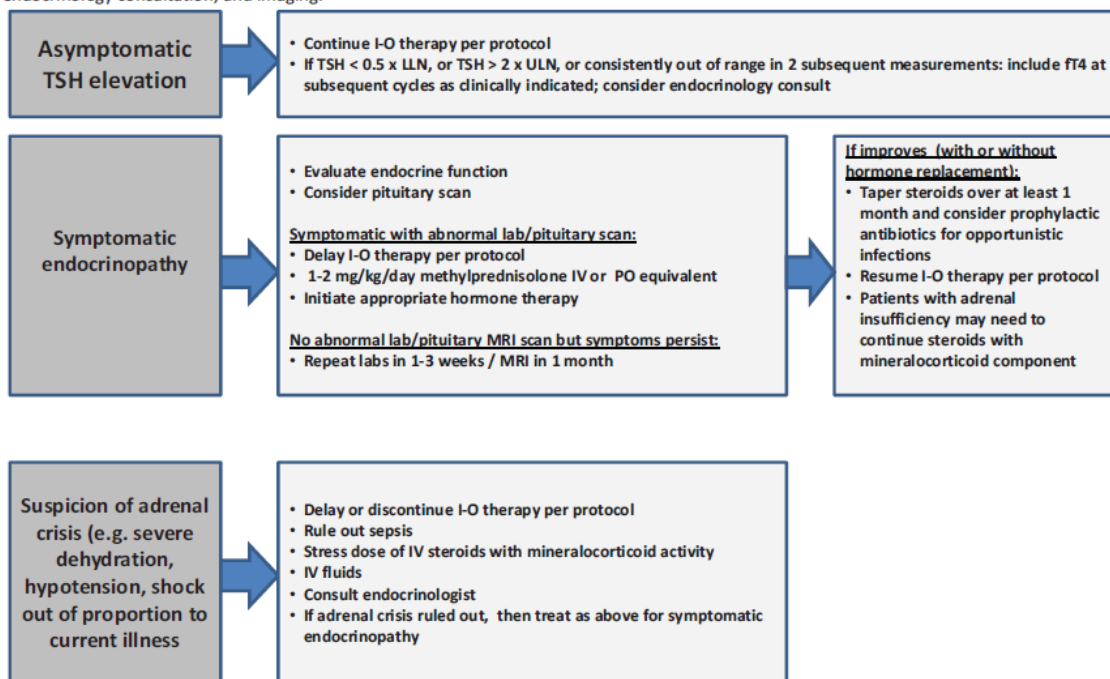 endocrinology consultation, and imaging.
Asymptomatic
TSH elevation
• Continue I-O therapy per protocol
• If TSH < 0.5 x LLN, or TSH > 2 x ULN, or consistently out of range in 2 subsequent measurements: include fT4 at
subsequent cycles as clinically indicated; consider endocrinology consult
Symptomatic
endocrinopathy
• Evaluate endocrine function
• Consider pituitary scan
Symptomatic with abnormal lab/pituitary scan:
• Delay I-O therapy per protocol
• 1-2 mg/kg/day methylprednisolone IV or PO equivalent
• Initiate appropriate hormone therapy
No abnormal lab/pituitary MRI scan but symptoms persist:
• Repeat labs in 1-3 weeks / MRI in 1 month
If improves (with or without
hormone replacement):
• Taper steroids over at least 1
month and consider prophylactic
antibiotics for opportunistic
infections
• Resume I-O therapy per protocol
• Patients with adrenal
insufficiency may need to
continue steroids with
mineralocorticoid component
Suspicion of adrenal
crisis (e.g. severe
dehydration,
hypotension, shock
out of proportion to
current illness
• Delay or discontinue I-O therapy per protocol
• Rule out sepsis
• Stress dose of IV steroids with mineralocorticoid activity
• IV fluids
• Consult endocrinologist
• If adrenal crisis ruled out, then treat as above for symptomatic
endocrinopathy